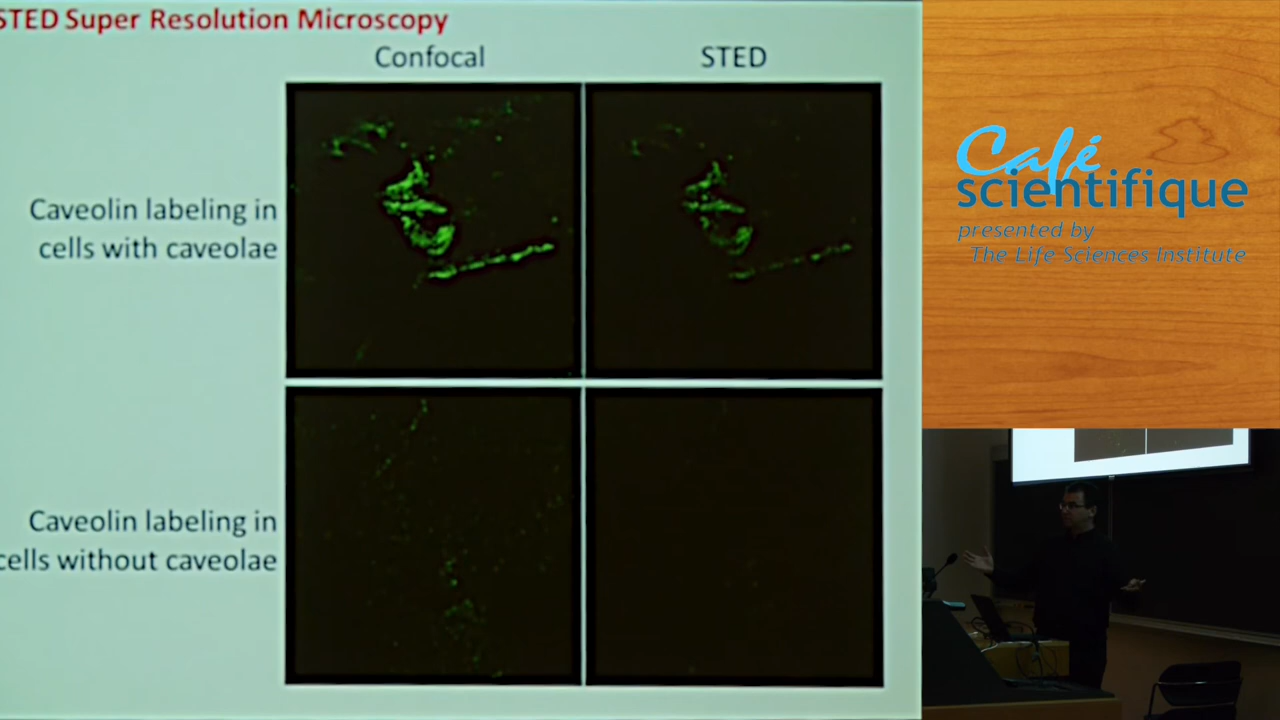 STED Super Resolution Microscopy
Confocal
STED
Caveolin labeling in
cells with caveolae
Caveolin labeling in
cells without caveolae
Café
scientifique
presented by
The Life Sciences Institute